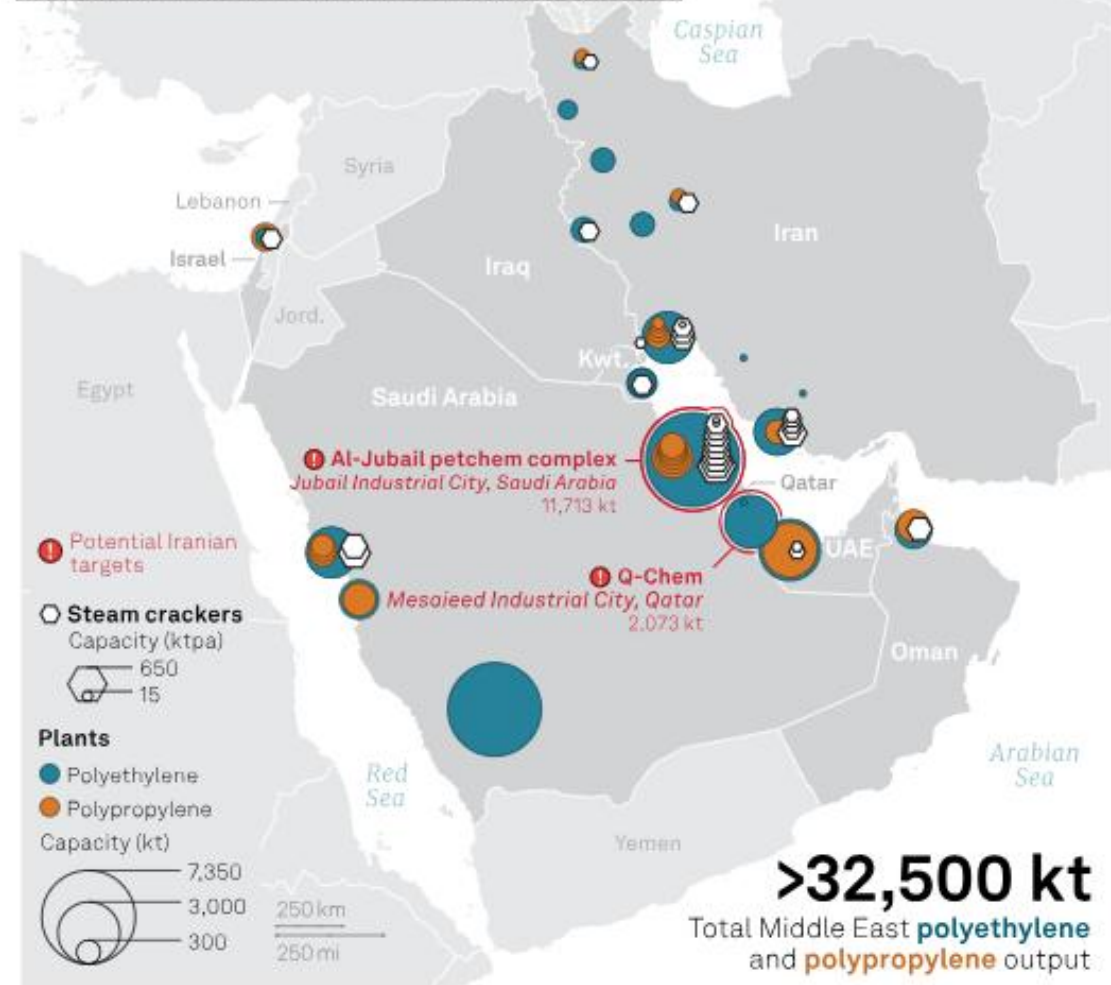 Caspian
Sea
Syria
Lebanon
Israel
Iraq
Iran
Jord.
Kwt.
Egypt
Saudi Arabia
Al-Jubail petchem complex
Jubail Industrial City, Saudi Arabia
11,713 kt
Qatar
UAE
Q-Chem
Mesaieed Industrial City, Qatar
2,073 kt
Oman
Potential Iranian
targets
Steam crackers
Capacity (ktpa)
650
15
Plants
Polyethylene
Polypropylene
Capacity (kt)
7,350
3,000
300
250 km
250 mi
Red
Sea
Yemen
Arabian
Sea
>32,500 kt
Total Middle East polyethylene
and polypropylene output